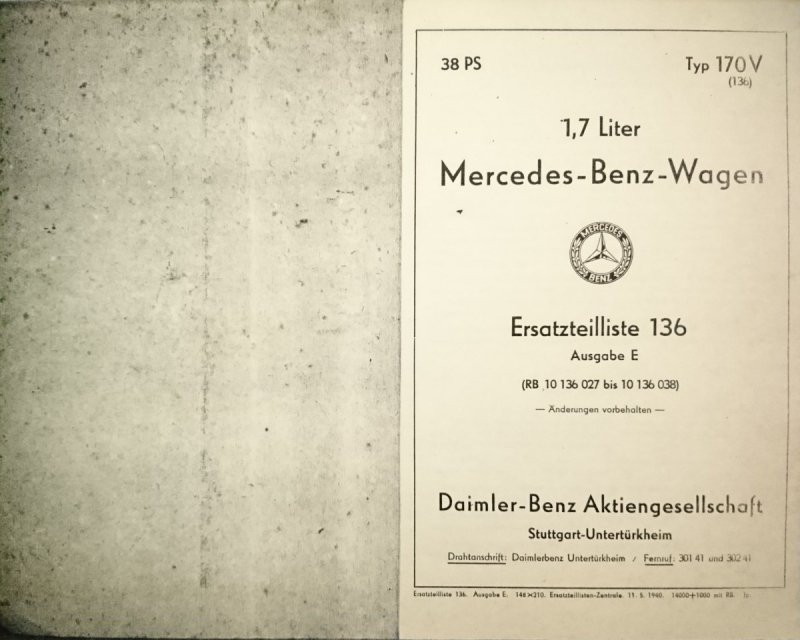 38 PS
Typ 170V
(136)
1,7 Liter
Mercedes-Benz-Wagen
MERCEDES
BENZ
Ersatzteilliste 136
Ausgabe E
(RB 10 136 027 bis 10 136 038)
— Änderungen vorbehalten —
Daimler-Benz Aktiengesellschaft
Stuttgart-Untertürkheim
Drahtanschrift: Daimlerbenz Untertürkheim / Fernruf: 301 41 und 302 41
Ersatzteilliste 136. Ausgabe E. 148×210. Ersatzteillisten-Zentrale. 11. 5. 1940. 14000+1000 mit RB.